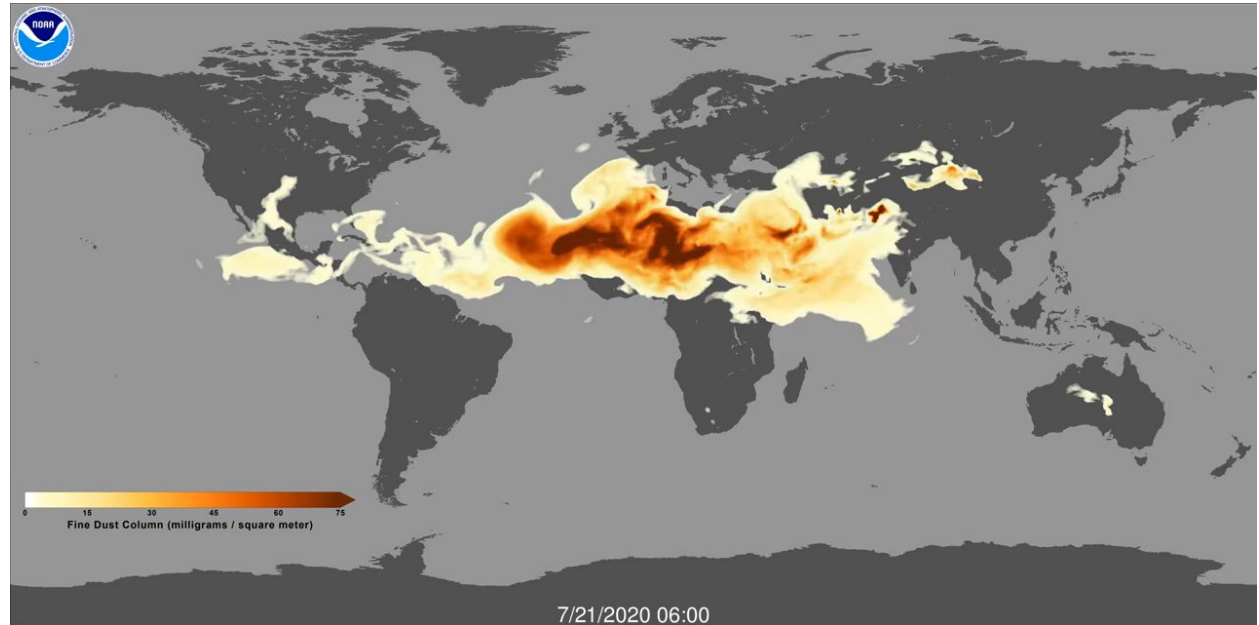 NOAA
0 15 30 45 60 75
Fine Dust Column (milligrams / square meter)
7/21/2020 06:00